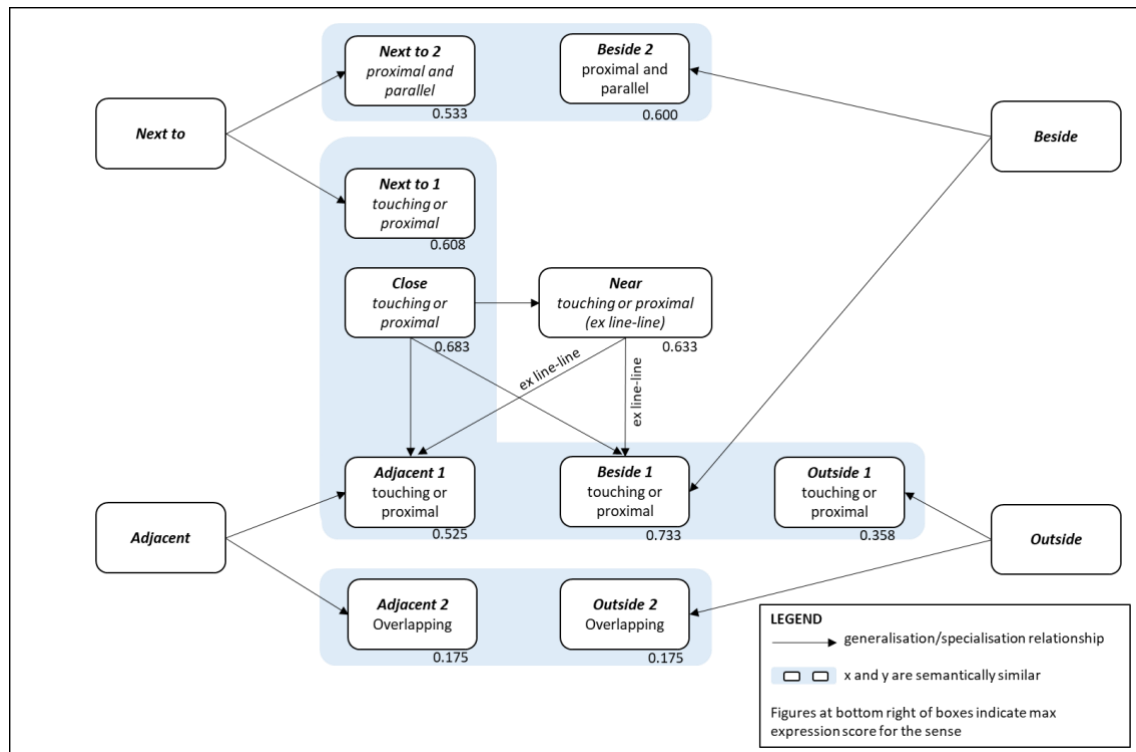 Next to 2
proximal and
parallel
0.533
Beside 2
proximal and
parallel
0.600
Next to
Beside
Next to 1
touching or
proximal
0.608
Close
touching or
proximal
0.683
Near
touching or proximal
(ex line-line)
0.633
ex line-line
ex line-line
Adjacent 1
touching or
proximal
0.525
Beside 1
touching or
proximal
0.733
Outside 1
touching or
proximal
0.358
Adjacent
Outside
Adjacent 2
Overlapping
0.175
Outside 2
Overlapping
0.175
LEGEND
generalisation/specialisation relationship
x and y are semantically similar
Figures at bottom right of boxes indicate max
expression score for the sense